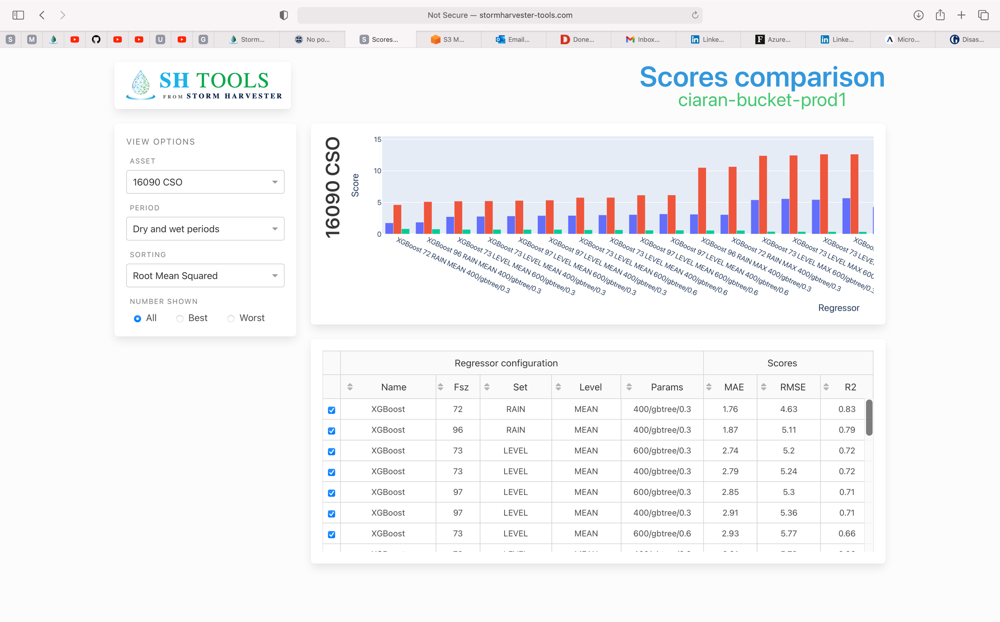 Not Secure — stormharvester-tools.com
S
M
U
G
Storm...
No po...
S Scores...
S3 M...
Email...
Done...
Inbox...
Linke...
Azure...
Linke...
Micro...
Disas...
SH TOOLS
FROM STORM HARVESTER
Scores comparison
ciaran-bucket-prod1
VIEW OPTIONS
ASSET
16090 CSO
PERIOD
Dry and wet periods
SORTING
Root Mean Squared
NUMBER SHOWN
All Best Worst
16090 CSO
Score
15
10
5
0
XGBoost 72 RAIN MEAN 400/gbtree/0.3
XGBoost 96 RAIN MEAN 400/gbtree/0.3
XGBoost 73 LEVEL MEAN 600/gbtree/0.3
XGBoost 73 LEVEL MEAN 400/gbtree/0.3
XGBoost 97 LEVEL MEAN 600/gbtree/0.3
XGBoost 97 LEVEL MEAN 400/gbtree/0.3
XGBoost 73 LEVEL MEAN 600/gbtree/0.6
XGBoost 73 LEVEL MEAN 400/gbtree/0.6
XGBoost 97 LEVEL MEAN 600/gbtree/0.6
XGBoost 97 LEVEL MEAN 400/gbtree/0.6
XGBoost 96 RAIN MAX 400/gbtree/0.3
XGBoost 72 RAIN MAX 400/gbtree/0.3
XGBoost 73 LEVEL MAX 600/gbtree/0.3
XGBoost 73 LEVEL MAX 600
XGBoost 73 LEVEL
XGBoo
Regressor
Regressor configuration Scores
Name Fsz Set Level Params MAE RMSE R2
XGBoost 72 RAIN MEAN 400/gbtree/0.3 1.76 4.63 0.83
XGBoost 96 RAIN MEAN 400/gbtree/0.3 1.87 5.11 0.79
XGBoost 73 LEVEL MEAN 600/gbtree/0.3 2.74 5.2 0.72
XGBoost 73 LEVEL MEAN 400/gbtree/0.3 2.79 5.24 0.72
XGBoost 97 LEVEL MEAN 600/gbtree/0.3 2.85 5.3 0.71
XGBoost 97 LEVEL MEAN 400/gbtree/0.3 2.91 5.36 0.71
XGBoost 73 LEVEL MEAN 600/gbtree/0.6 2.93 5.77 0.66